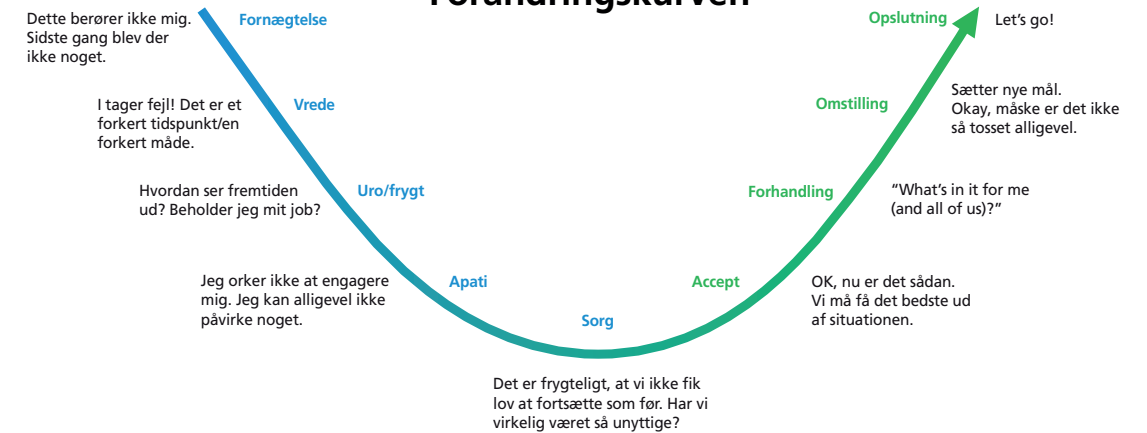 Forandringskurven
Dette berører ikke mig.
Sidste gang blev der
ikke noget.
Fornægtelse
I tager fejl! Det er et
forkert tidspunkt/en
forkert måde.
Vrede
Hvordan ser fremtiden
ud? Beholder jeg mit job?
Uro/frygt
Jeg orker ikke at engagere
mig. Jeg kan alligevel ikke
påvirke noget.
Apati
Sorg
Det er frygteligt, at vi ikke fik
lov at fortsætte som før. Har vi
virkelig været så unyttige?
Accept
OK, nu er det sådan.
Vi må få det bedste ud
af situationen.
Forhandling
“What’s in it for me
(and all of us)?”
Omstilling
Sætter nye mål.
Okay, måske er det ikke
så tosset alligevel.
Opslutning
Let’s go!